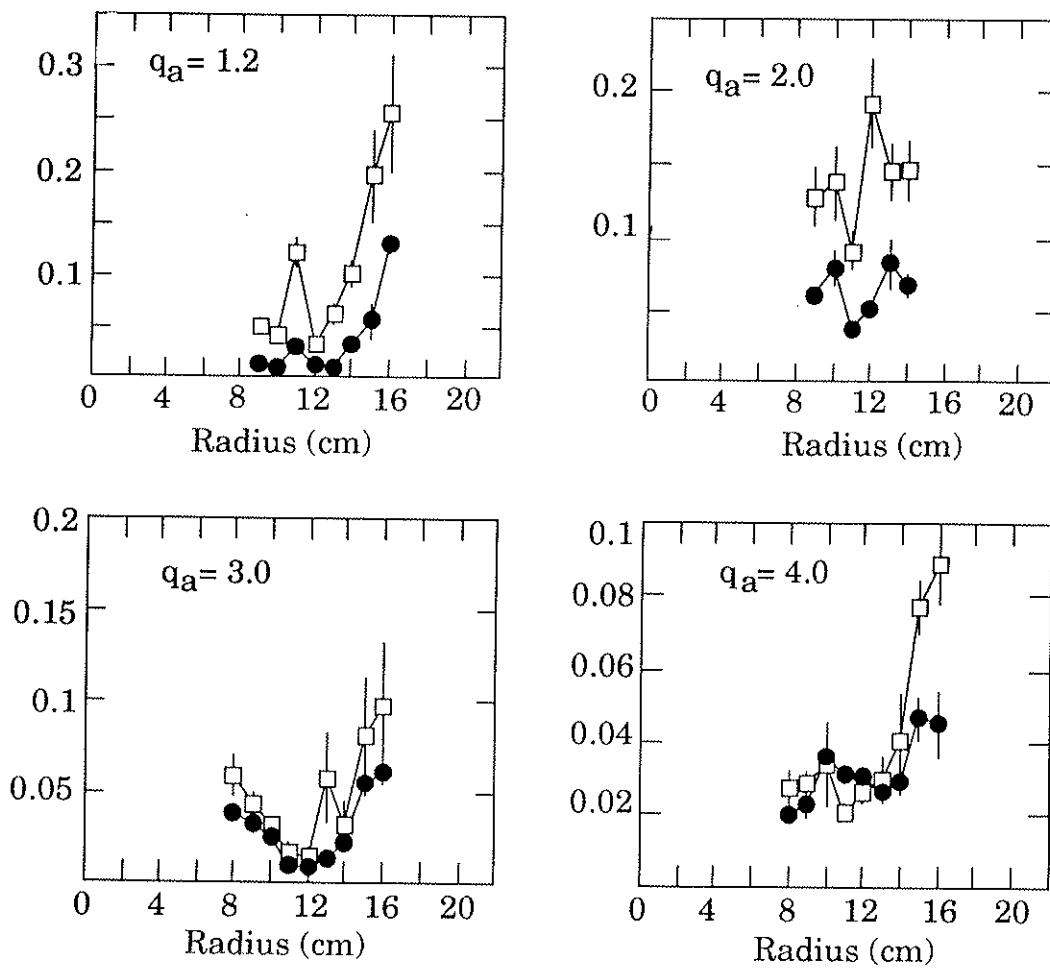 q_a = 1.2
0.3
0.2
0.1
0 4 8 12 16 20
Radius (cm)
q_a = 2.0
0.2
0.1
0 4 8 12 16 20
Radius (cm)
q_a = 3.0
0.2
0.15
0.1
0.05
0 4 8 12 16 20
Radius (cm)
q_a = 4.0
0.1
0.08
0.06
0.04
0.02
0 4 8 12 16 20
Radius (cm)